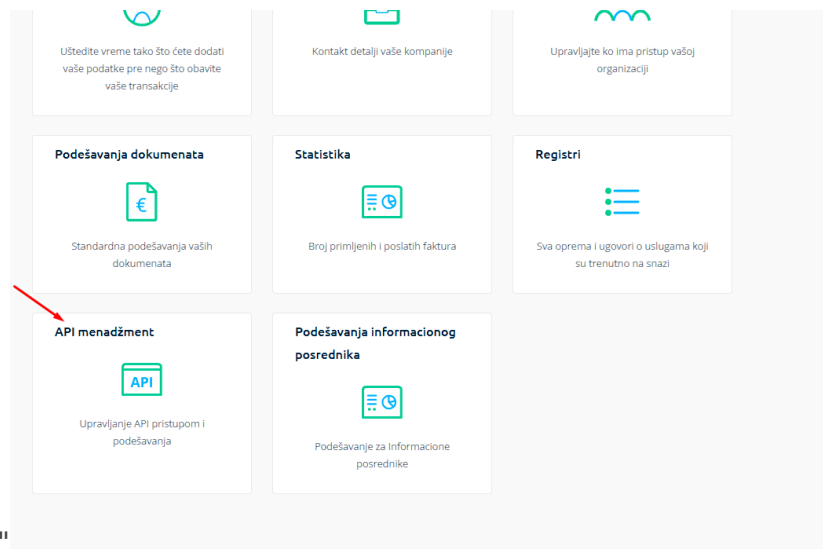 Uštedite vreme tako što ćete dodati
vaše podatke pre nego što obavite
vaše transakcije
Kontakt detalji vaše kompanije
Upravljajte ko ima pristup vašoj
organizaciji
Podešavanja dokumenata
€
Standardna podešavanja vaših
dokumenata
Statistika
Broj primljenih i poslatih faktura
Registri
Sva oprema i ugovori o uslugama koji
su trenutno na snazi
API menadžment
API
Upravljanje API pristupom i
podešavanja
Podešavanja informacionog
posrednika
Podešavanje za Informacione
posrednike
"